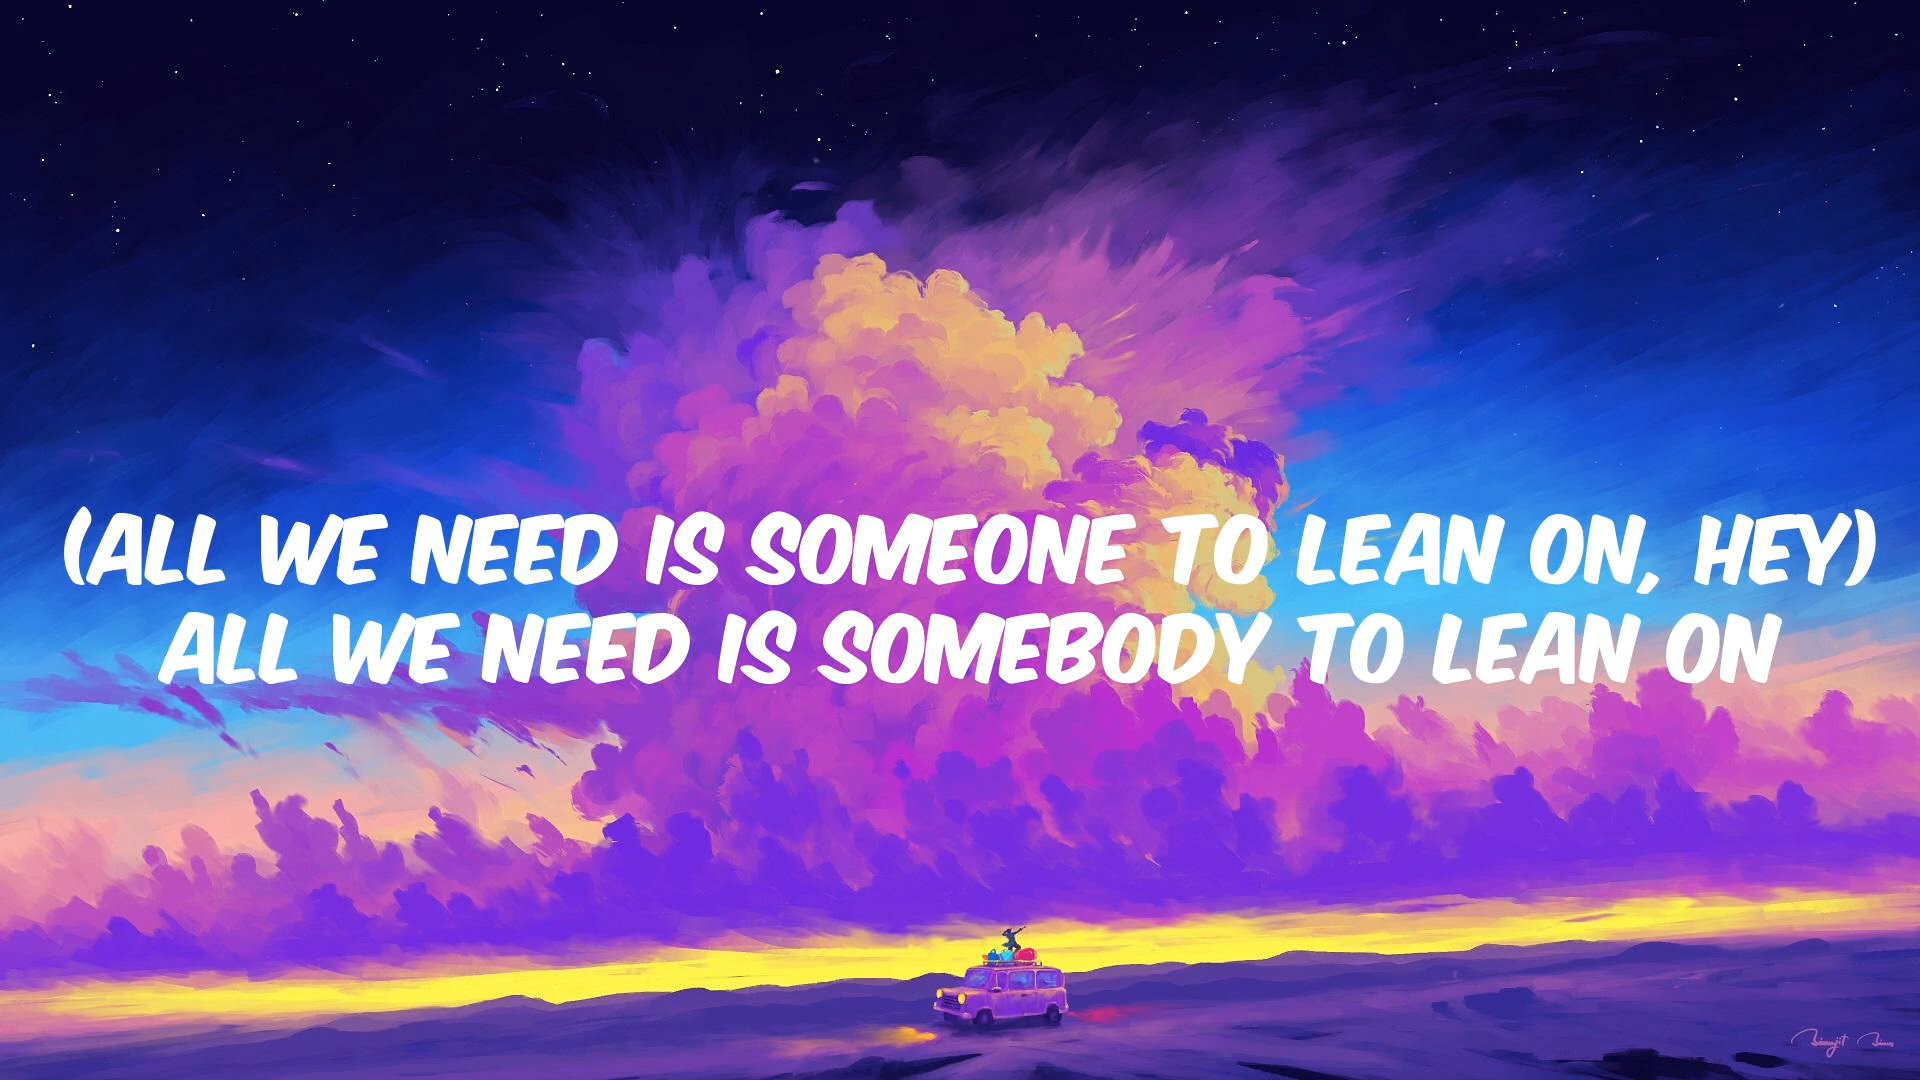 (ALL WE NEED IS SOMEONE TO LEAN ON, HEY)
ALL WE NEED IS SOMEBODY TO LEAN ON